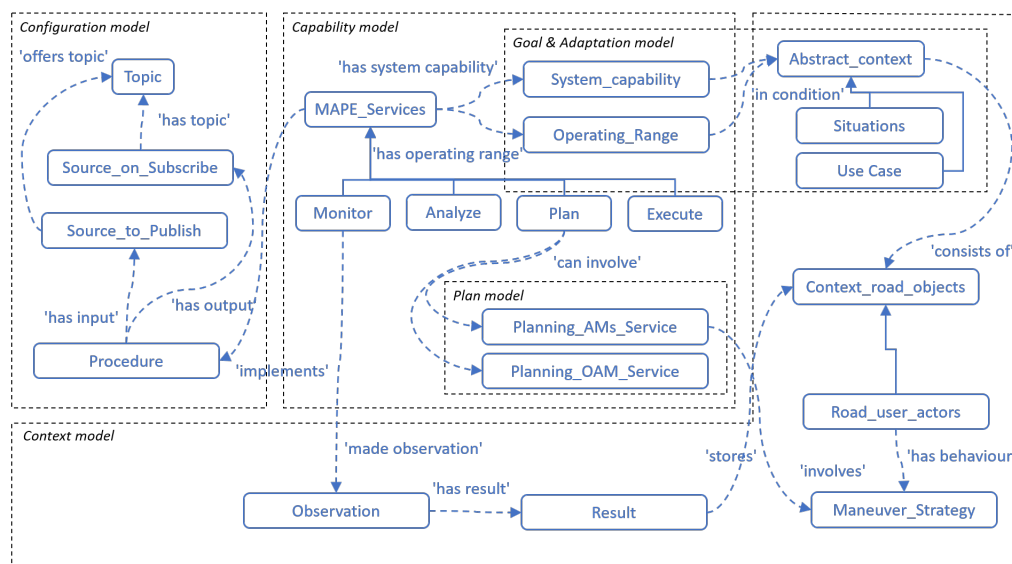 Configuration model
'offers topic'
Topic
'has topic'
Source_on_Subscribe
Source_to_Publish
'has input'
'has output'
Procedure
'implements'
Capability model
'has system capability'
MAPE_Services
'has operating range'
Monitor
Analyze
Plan
Execute
'can involve'
Goal & Adaptation model
System_capability
Operating_Range
Abstract_context
'in condition'
Situations
Use Case
Plan model
Planning_AMs_Service
Planning_OAM_Service
'consists of'
Context_road_objects
Road_user_actors
'has behaviour
Context model
'made observation'
Observation
'has result'
Result
'stores'
'involves'
Maneuver_Strategy